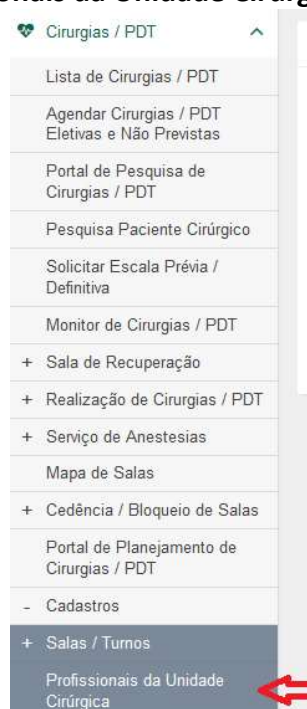 Cirurgias / PDT
Lista de Cirurgias / PDT
Agendar Cirurgias / PDT
Eletivas e Não Previstas
Portal de Pesquisa de
Cirurgias / PDT
Pesquisa Paciente Cirúrgico
Solicitar Escala Prévia /
Definitiva
Monitor de Cirurgias / PDT
+ Sala de Recuperação
+ Realização de Cirurgias / PDT
+ Serviço de Anestesias
Mapa de Salas
+ Cedência / Bloqueio de Salas
Portal de Planejamento de
Cirurgias / PDT
- Cadastros
+ Salas / Turnos
Profissionais da Unidade
Cirúrgica